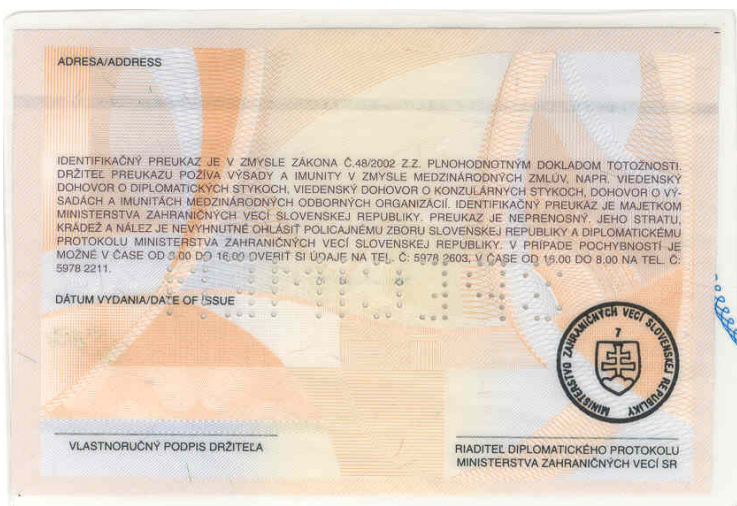 ADRESA/ADDRESS
IDENTIFIKAČNÝ PREUKAZ JE V ZMYSLE ZÁKONA Č.48/2002 Z.Z. PLNOHODNOTNÝM DOKLADOM TOTOŽNOSTI.
DRŽITEĽ PREUKAZU POŽÍVA VÝSADY A IMUNITY V ZMYSLE MEDZINÁRODNÝCH ZMLÚV, NAPR. VIEDENSKÝ
DOHOVOR O DIPLOMATICKÝCH STYKOCH, VIEDENSKÝ DOHOVOR O KONZULÁRNYCH STYKOCH, DOHOVOR O VÝ-
SADÁCH A IMUNITÁCH MEDZINÁRODNÝCH ODBORNÝCH ORGANIZÁCIÍ. IDENTIFIKAČNÝ PREUKAZ JE MAJETKOM
MINISTERSTVA ZAHRANIČNÝCH VECÍ SLOVENSKEJ REPUBLIKY. PREUKAZ JE NEPRENOSNÝ. JEHO STRATU,
KRÁDEŽ A NÁLEZ JE NEVYHNUTNÉ OHLÁSIŤ POLICAJNÉMU ZBORU SLOVENSKEJ REPUBLIKY A DIPLOMATICKÉMU
PROTOKOLU MINISTERSTVA ZAHRANIČNÝCH VECÍ SLOVENSKEJ REPUBLIKY. V PRÍPADE POCHYBNOSTÍ JE
MOŽNÉ V ČASE OD 8.00 DO 16.00 OVERIŤ SI ÚDAJE NA TEL. Č: 5978 2603, V ČASE OD 16.00 DO 8.00 NA TEL. Č:
5978 2211.
DÁTUM VYDANIA/DATE OF ISSUE
MINISTERSTVO ZAHRANIČNÝCH VECÍ SLOVENSKEJ REPUBLIKY
7
VLASTNORUČNÝ PODPIS DRŽITEĽA
RIADITEĽ DIPLOMATICKÉHO PROTOKOLU
MINISTERSTVA ZAHRANIČNÝCH VECÍ SR